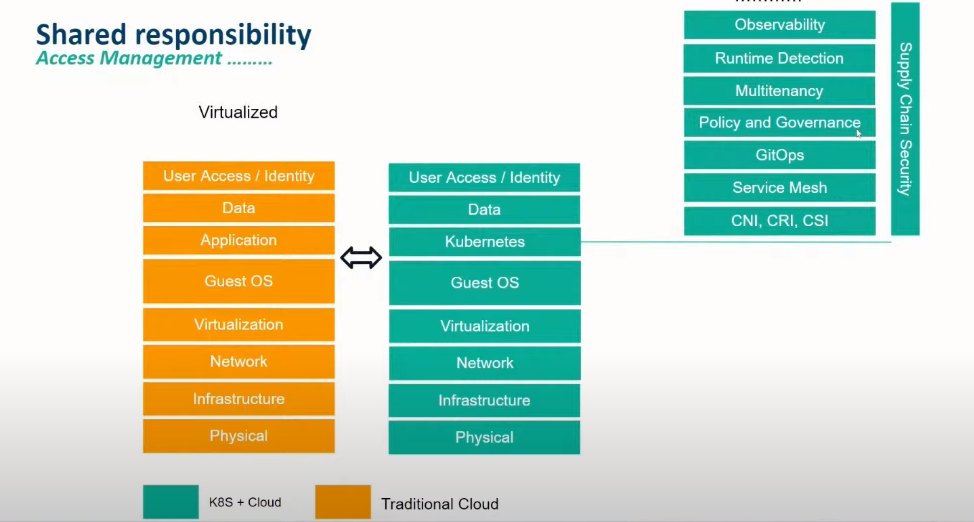 Shared responsibility
Access Management .........
Virtualized
User Access / Identity
Data
Application
Guest OS
Virtualization
Network
Infrastructure
Physical
User Access / Identity
Data
Kubernetes
Guest OS
Virtualization
Network
Infrastructure
Physical
Observability
Runtime Detection
Multitenancy
Policy and Governance
GitOps
Service Mesh
CNI, CRI, CSI
Supply Chain Security
K8S + Cloud
Traditional Cloud